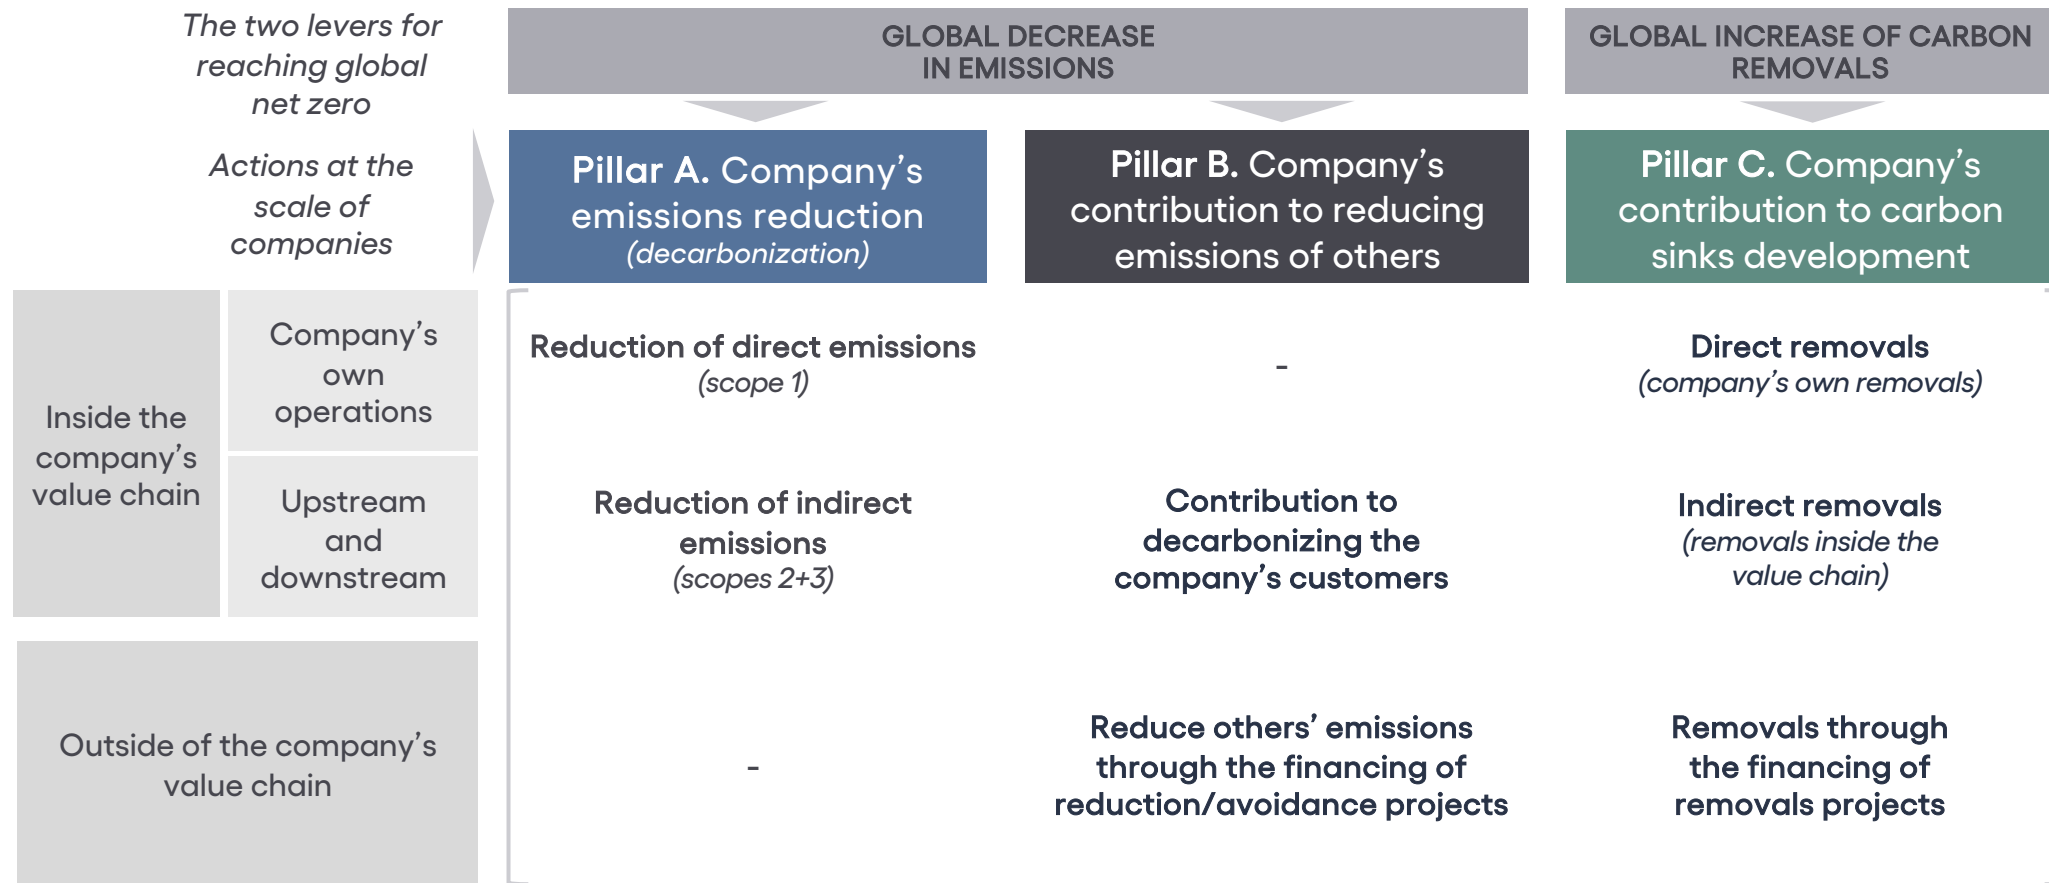 The two levers for
reaching global
net zero
GLOBAL DECREASE
IN EMISSIONS
GLOBAL INCREASE OF CARBON
REMOVALS
Actions at the
scale of
companies
Pillar A. Company’s
emissions reduction
(decarbonization)
Pillar B. Company’s
contribution to reducing
emissions of others
Pillar C. Company’s
contribution to carbon
sinks development
Inside the
company’s
value chain
Company’s
own
operations
Reduction of direct emissions
(scope 1)
-
Direct removals
(company’s own removals)
Upstream
and
downstream
Reduction of indirect
emissions
(scopes 2+3)
Contribution to
decarbonizing the
company’s customers
Indirect removals
(removals inside the
value chain)
Outside of the company’s
value chain
-
Reduce others’ emissions
through the financing of
reduction/avoidance projects
Removals through
the financing of
removals projects